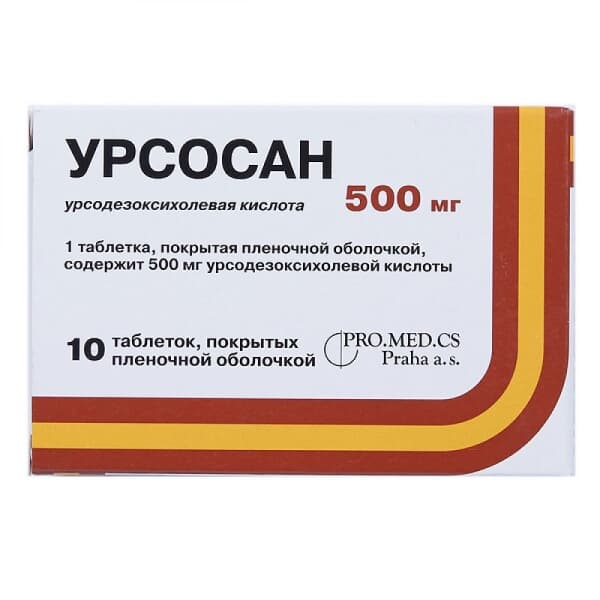 УРСОСАН
урсодезоксихолевая кислота 500 мг
1 таблетка, покрытая пленочной оболочкой,
содержит 500 мг урсодезоксихолевой кислоты
10 таблеток, покрытых
пленочной оболочкой
PRO.MED.CS
Praha a.s.